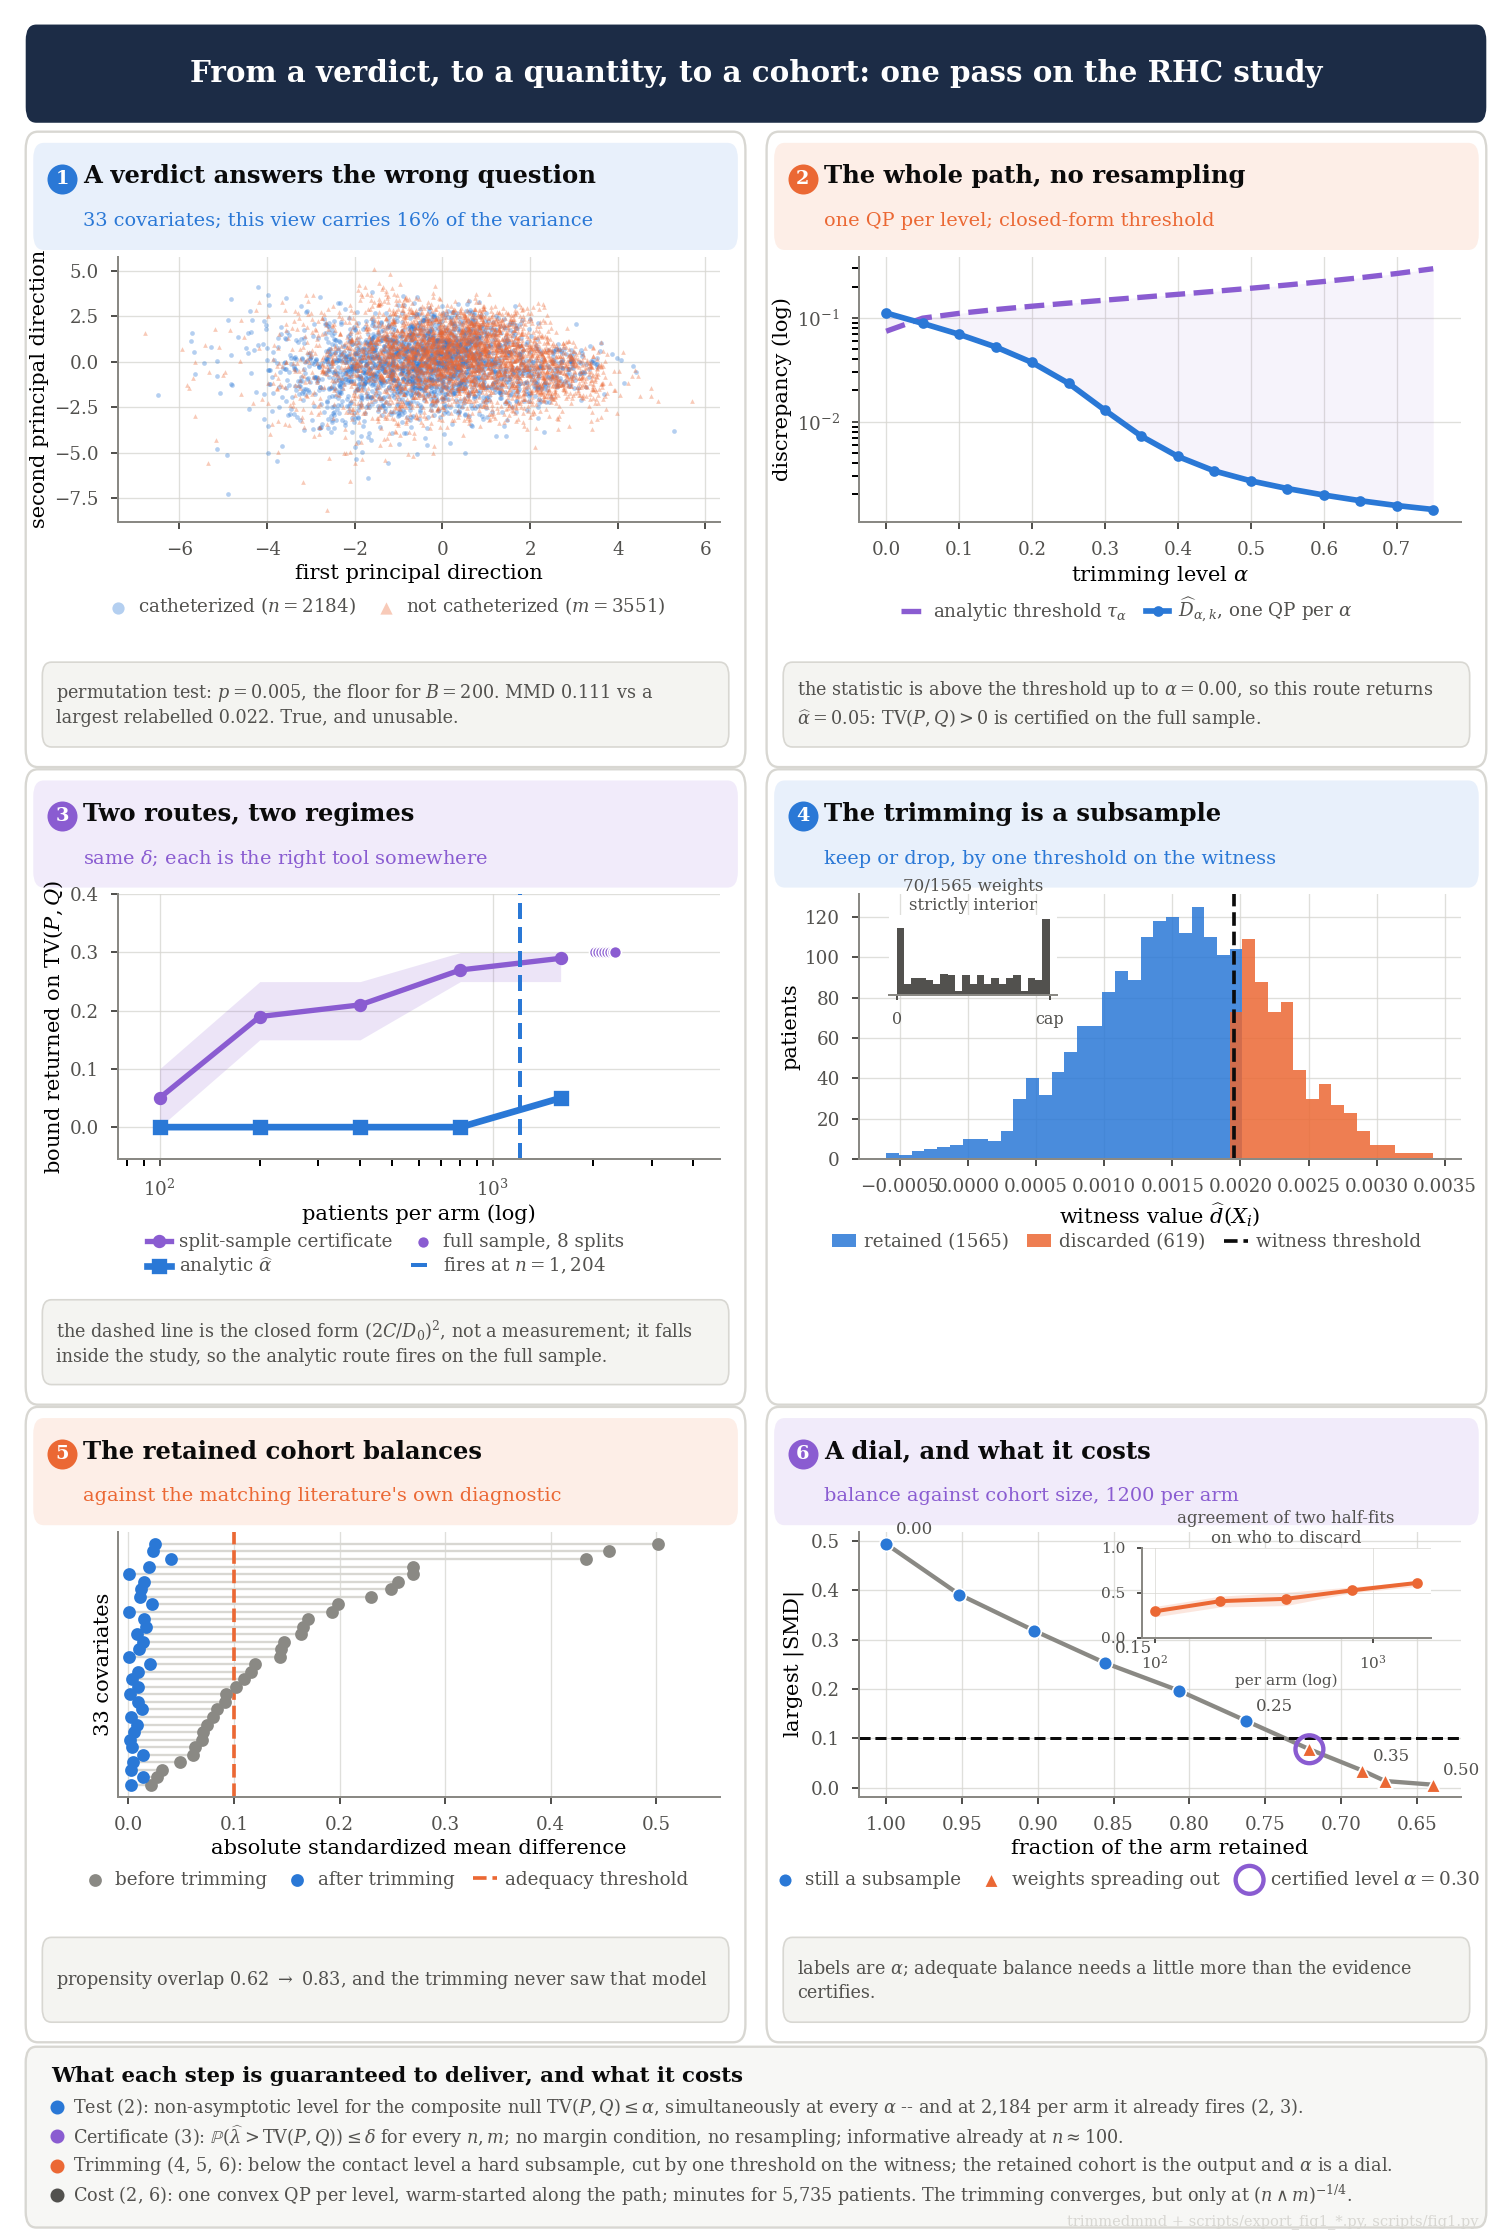 From a verdict, to a quantity, to a cohort: one pass on the RHC study
1 A verdict answers the wrong question
33 covariates; this view carries 16% of the variance
second principal direction
5.0
2.5
0.0
−2.5
−5.0
−7.5
−6 −4 −2 0 2 4 6
first principal direction
catheterized (n = 2184) not catheterized (m = 3551)
permutation test: p = 0.005, the floor for B = 200. MMD 0.111 vs a
largest relabelled 0.022. True, and unusable.
2 The whole path, no resampling
one QP per level; closed-form threshold
discrepancy (log)
10⁻¹
10⁻²
0.0 0.1 0.2 0.3 0.4 0.5 0.6 0.7
trimming level α
analytic threshold τ_α D̂_{α,k}, one QP per α
the statistic is above the threshold up to α = 0.00, so this route returns
α̂ = 0.05: TV(P, Q) > 0 is certified on the full sample.
3 Two routes, two regimes
same δ; each is the right tool somewhere
bound returned on TV(P, Q)
0.4
0.3
0.2
0.1
0.0
10² 10³
patients per arm (log)
split-sample certificate full sample, 8 splits
analytic α̂ fires at n = 1, 204
the dashed line is the closed form (2C/D₀)², not a measurement; it falls
inside the study, so the analytic route fires on the full sample.
4 The trimming is a subsample
keep or drop, by one threshold on the witness
70/1565 weights
strictly interior
0 cap
patients
120
100
80
60
40
20
0
−0.0005 0.0000 0.0005 0.0010 0.0015 0.0020 0.0025 0.0030 0.0035
witness value d̂(Xᵢ)
retained (1565) discarded (619) witness threshold
5 The retained cohort balances
against the matching literature's own diagnostic
33 covariates
0.0 0.1 0.2 0.3 0.4 0.5
absolute standardized mean difference
before trimming after trimming adequacy threshold
propensity overlap 0.62 → 0.83, and the trimming never saw that model
6 A dial, and what it costs
balance against cohort size, 1200 per arm
agreement of two half-fits
on who to discard
1.0
0.5
0.0
10² 10³
per arm (log)
largest |SMD|
0.5
0.4
0.3
0.2
0.1
0.0
0.00
0.15
0.25
0.35
0.50
1.00 0.95 0.90 0.85 0.80 0.75 0.70 0.65
fraction of the arm retained
still a subsample weights spreading out certified level α = 0.30
labels are α; adequate balance needs a little more than the evidence
certifies.
What each step is guaranteed to deliver, and what it costs
Test (2): non-asymptotic level for the composite null TV(P, Q) ≤ α, simultaneously at every α -- and at 2,184 per arm it already fires (2, 3).
Certificate (3): ℙ(λ̂ > TV(P, Q)) ≤ δ for every n, m; no margin condition, no resampling; informative already at n ≈ 100.
Trimming (4, 5, 6): below the contact level a hard subsample, cut by one threshold on the witness; the retained cohort is the output and α is a dial.
Cost (2, 6): one convex QP per level, warm-started along the path; minutes for 5,735 patients. The trimming converges, but only at (n ∧ m)^{−1/4}.
trimmedmmd + scripts/export_fig1_*.py, scripts/fig1.py